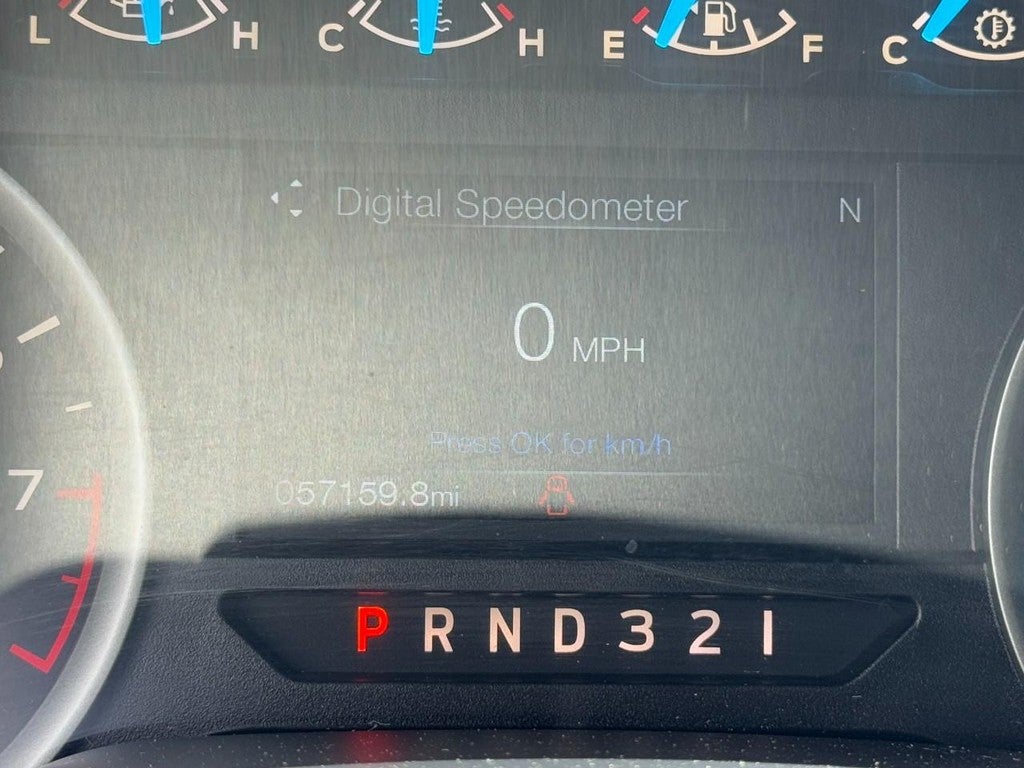 L H C H E F C
Digital Speedometer N
0 MPH
Press OK for km/h
7
057159.8mi
P R N D 3 2 1